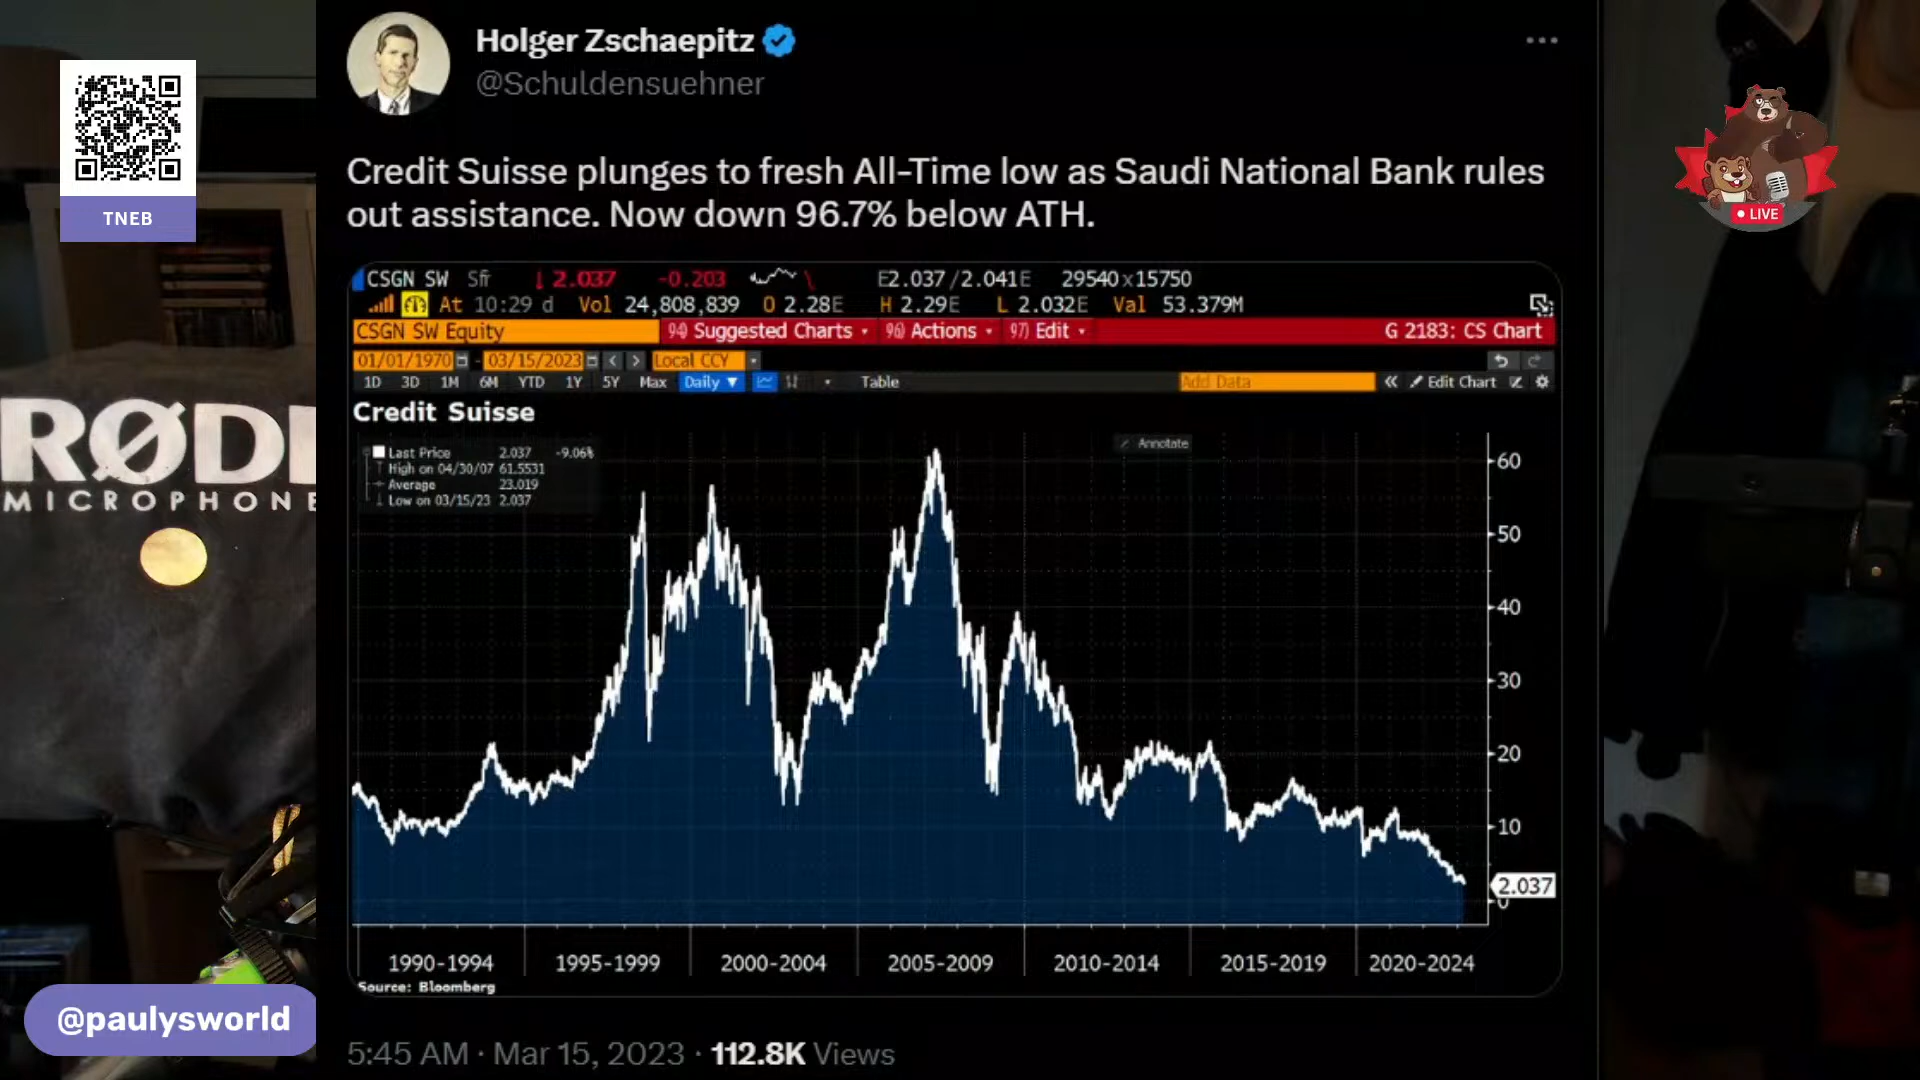 Holger Zschaepitz
@Schuldensuehner
TNEB
LIVE
Credit Suisse plunges to fresh All-Time low as Saudi National Bank rules
out assistance. Now down 96.7% below ATH.
CSGN SW Sfr ↓ 2.037 -0.203 E2.037/2.041E 29540x15750
At 10:29 d Vol 24,808,839 O 2.28E H 2.29E L 2.032E Val 53.379M
CSGN SW Equity 94) Suggested Charts 96) Actions 97) Edit G 2183: CS Chart
01/01/1970 - 03/15/2023 < > Local CCY
1D 3D 1M 6M YTD 1Y 5Y Max Daily ▼ Table Add Data « Edit Chart
Credit Suisse
Annotate
Last Price 2.037 -9.06%
High on 04/30/07 61.5531
Average 23.019
Low on 03/15/23 2.037
60
50
40
30
20
10
2.037
0
1990-1994 1995-1999 2000-2004 2005-2009 2010-2014 2015-2019 2020-2024
Source: Bloomberg
RØDE
MICROPHONE
@paulysworld
5:45 AM · Mar 15, 2023 · 112.8K Views